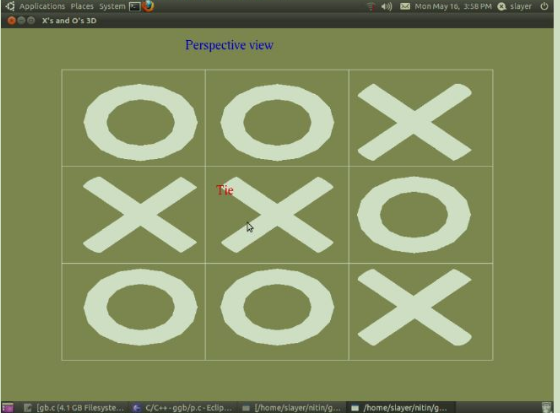 Applications Places System
Mon May 16, 3:58 PM slayer
X's and O's 3D
Perspective view
Tie
[gb.c (4.1 GB Filesyste...
C/C++ - ggb/p.c - Eclip...
[/home/slayer/nitin/g...
/home/slayer/nitin/g...